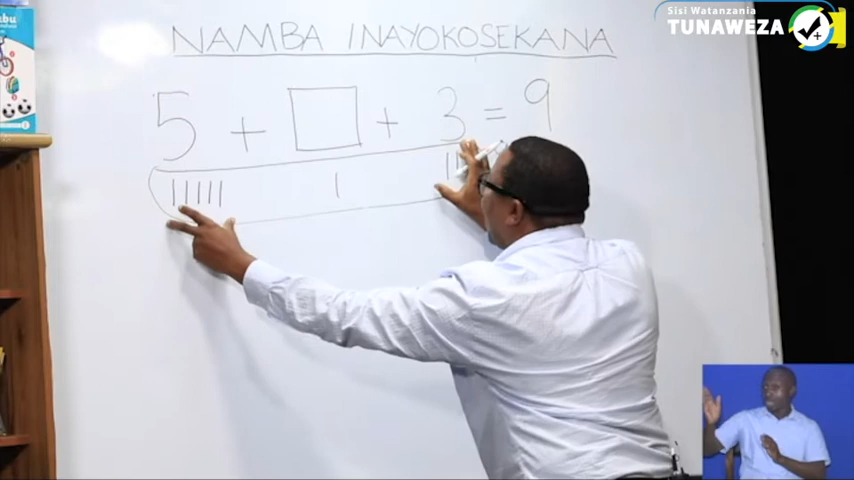 Sisi Watanzania
TUNAWEZA
NAMBA INAYOKOSEKANA
5 + □ + 3 = 9